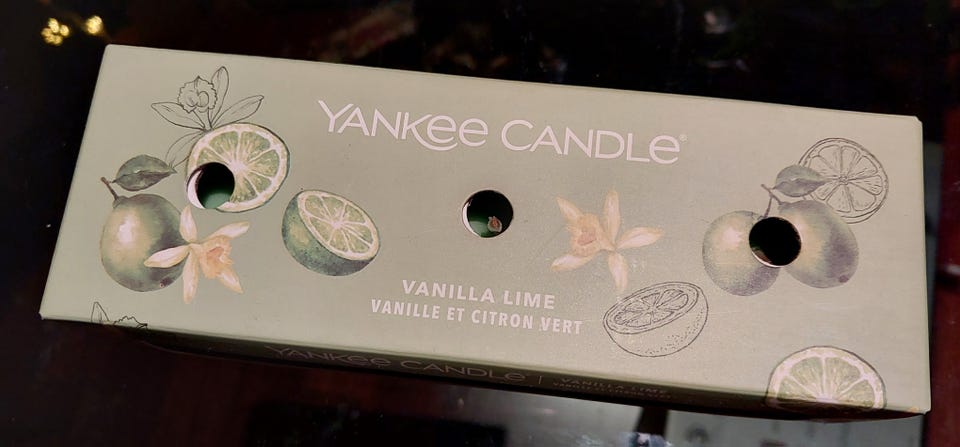 YANKEE CANDLE®
VANILLA LIME
VANILLE ET CITRON VERT
YANKEE CANDLE | VANILLA LIME